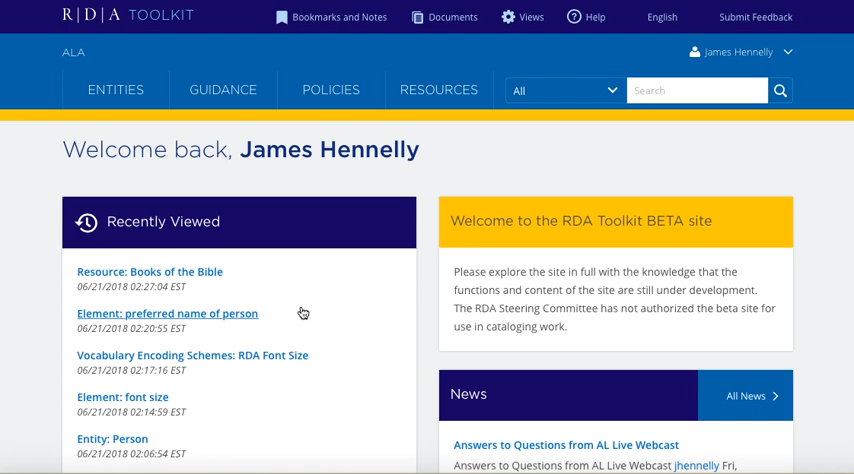 R|D|A TOOLKIT
Bookmarks and Notes
Documents
Views
Help
English
Submit Feedback
ALA
James Hennelly
ENTITIES
GUIDANCE
POLICIES
RESOURCES
All
Search
Welcome back, James Hennelly
Recently Viewed
Resource: Books of the Bible
06/21/2018 02:27:04 EST
Element: preferred name of person
06/21/2018 02:20:55 EST
Vocabulary Encoding Schemes: RDA Font Size
06/21/2018 02:17:16 EST
Element: font size
06/21/2018 02:14:59 EST
Entity: Person
06/21/2018 02:06:54 EST
Welcome to the RDA Toolkit BETA site
Please explore the site in full with the knowledge that the
functions and content of the site are still under development.
The RDA Steering Committee has not authorized the beta site for
use in cataloging work.
News
All News
Answers to Questions from AL Live Webcast
Answers to Questions from AL Live Webcast jhennelly Fri,